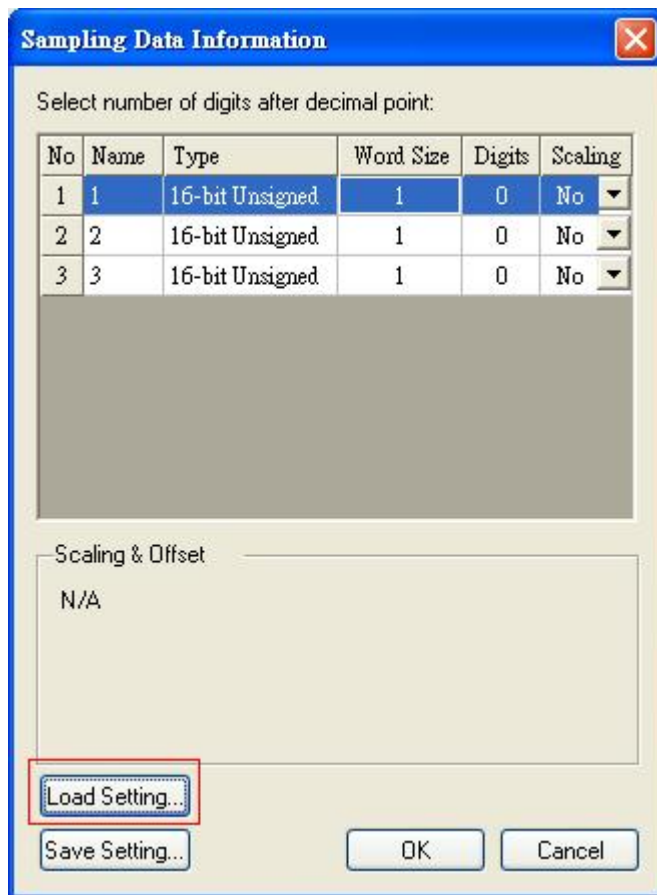 Sampling Data Information
Select number of digits after decimal point:
No Name Type Word Size Digits Scaling
1 1 16-bit Unsigned 1 0 No
2 2 16-bit Unsigned 1 0 No
3 3 16-bit Unsigned 1 0 No
Scaling & Offset
N/A
Load Setting...
Save Setting... OK Cancel